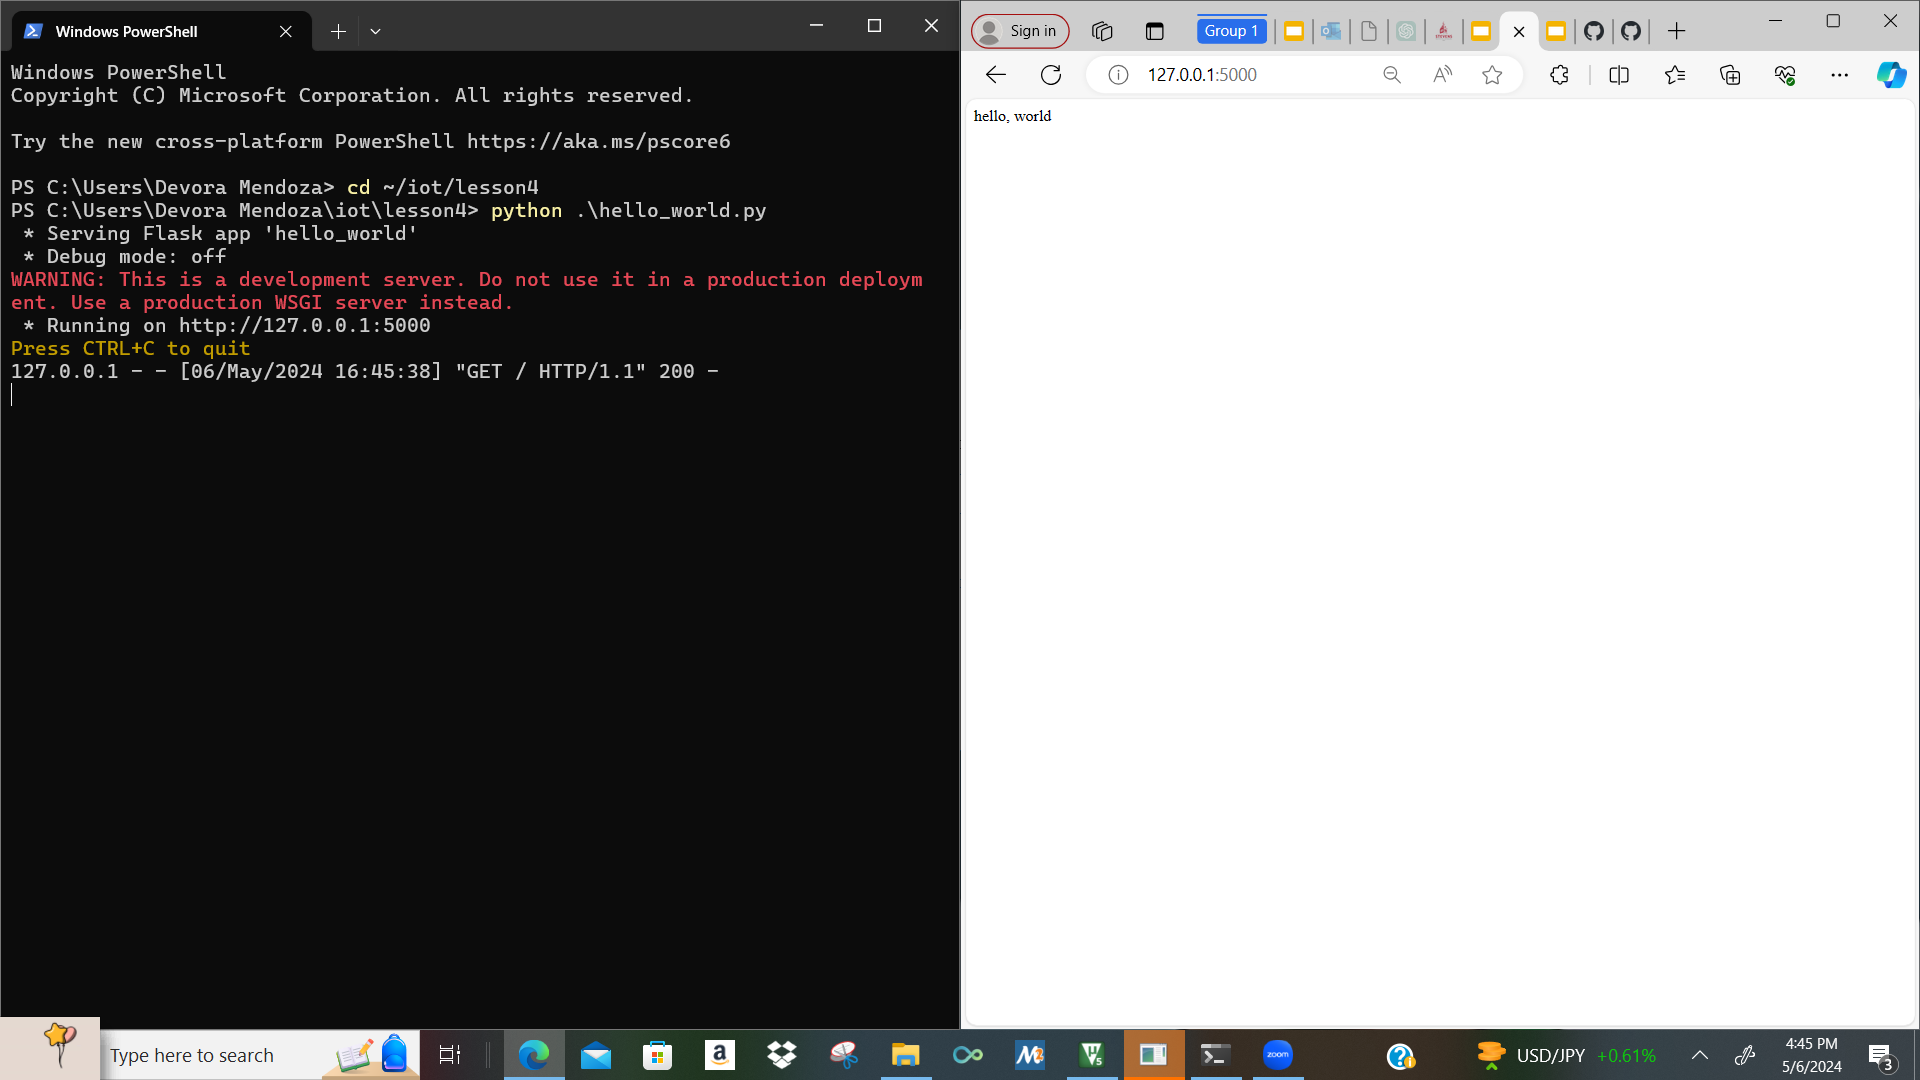 Windows PowerShell
Windows PowerShell
Copyright (C) Microsoft Corporation. All rights reserved.
Try the new cross-platform PowerShell https://aka.ms/pscore6
PS C:\Users\Devora Mendoza> cd ~/iot/lesson4
PS C:\Users\Devora Mendoza\iot\lesson4> python .\hello_world.py
 * Serving Flask app 'hello_world'
 * Debug mode: off
WARNING: This is a development server. Do not use it in a production deploym
ent. Use a production WSGI server instead.
 * Running on http://127.0.0.1:5000
Press CTRL+C to quit
127.0.0.1 - - [06/May/2024 16:45:38] "GET / HTTP/1.1" 200 -
Sign in
Group 1
127.0.0.1:5000
hello, world
Type here to search
a
zoom
USD/JPY +0.61%
4:45 PM
5/6/2024
3